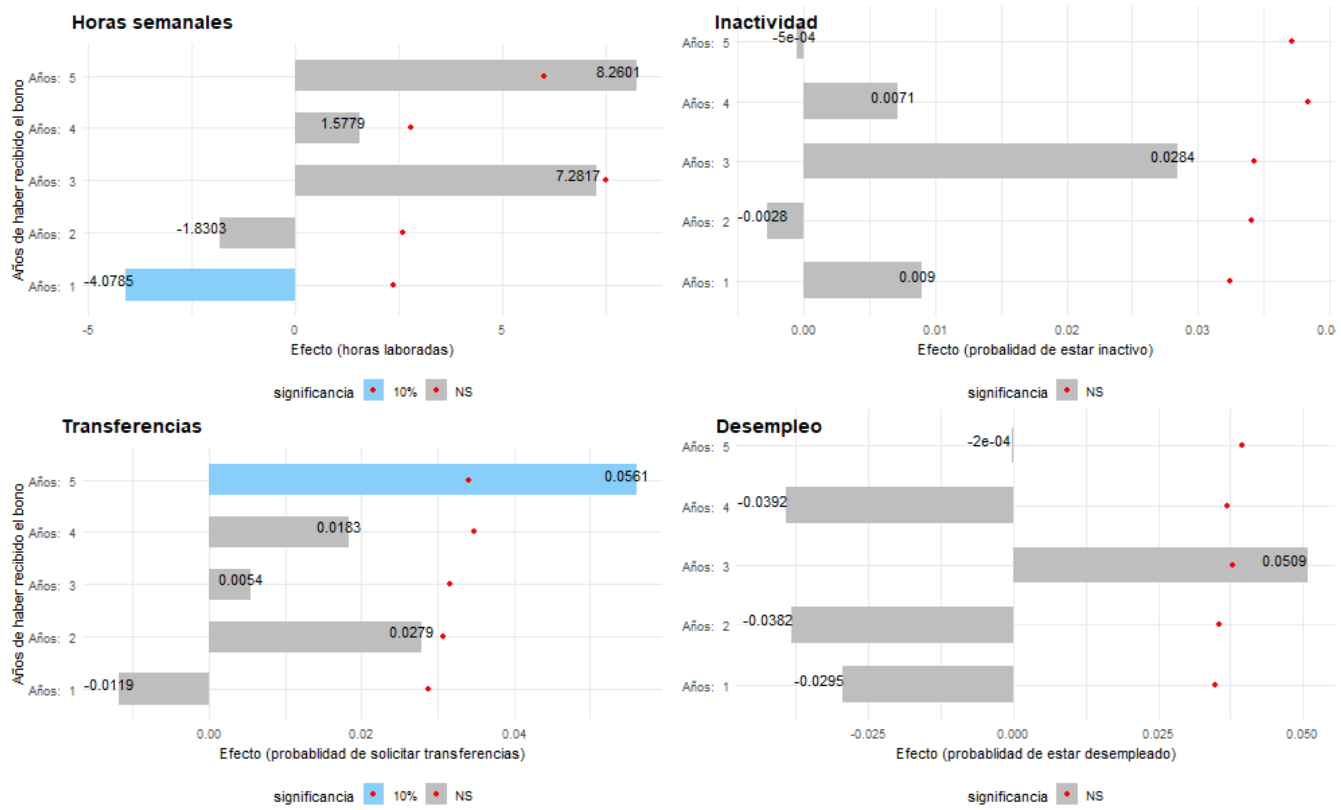 Horas semanales
Años de haber recibido el bono
Años: 5
8.2601
Años: 4
1.5779
Años: 3
7.2817
Años: 2
-1.8303
Años: 1
-4.0785
-5 0 5
Efecto (horas laboradas)
significancia 10% NS
Inactividad
Años: 5
-5e-04
Años: 4
0.0071
Años: 3
0.0284
Años: 2
-0.0028
Años: 1
0.009
0.00 0.01 0.02 0.03
Efecto (probalidad de estar inactivo)
significancia NS
Transferencias
Años de haber recibido el bono
Años: 5
0.0561
Años: 4
0.0183
Años: 3
0.0054
Años: 2
0.0279
Años: 1
-0.0119
0.00 0.02 0.04
Efecto (probablidad de solicitar transferencias)
significancia 10% NS
Desempleo
Años: 5
-2e-04
Años: 4
-0.0392
Años: 3
0.0509
Años: 2
-0.0382
Años: 1
-0.0295
-0.025 0.000 0.025 0.050
Efecto (probablidad de estar desempleado)
significancia NS